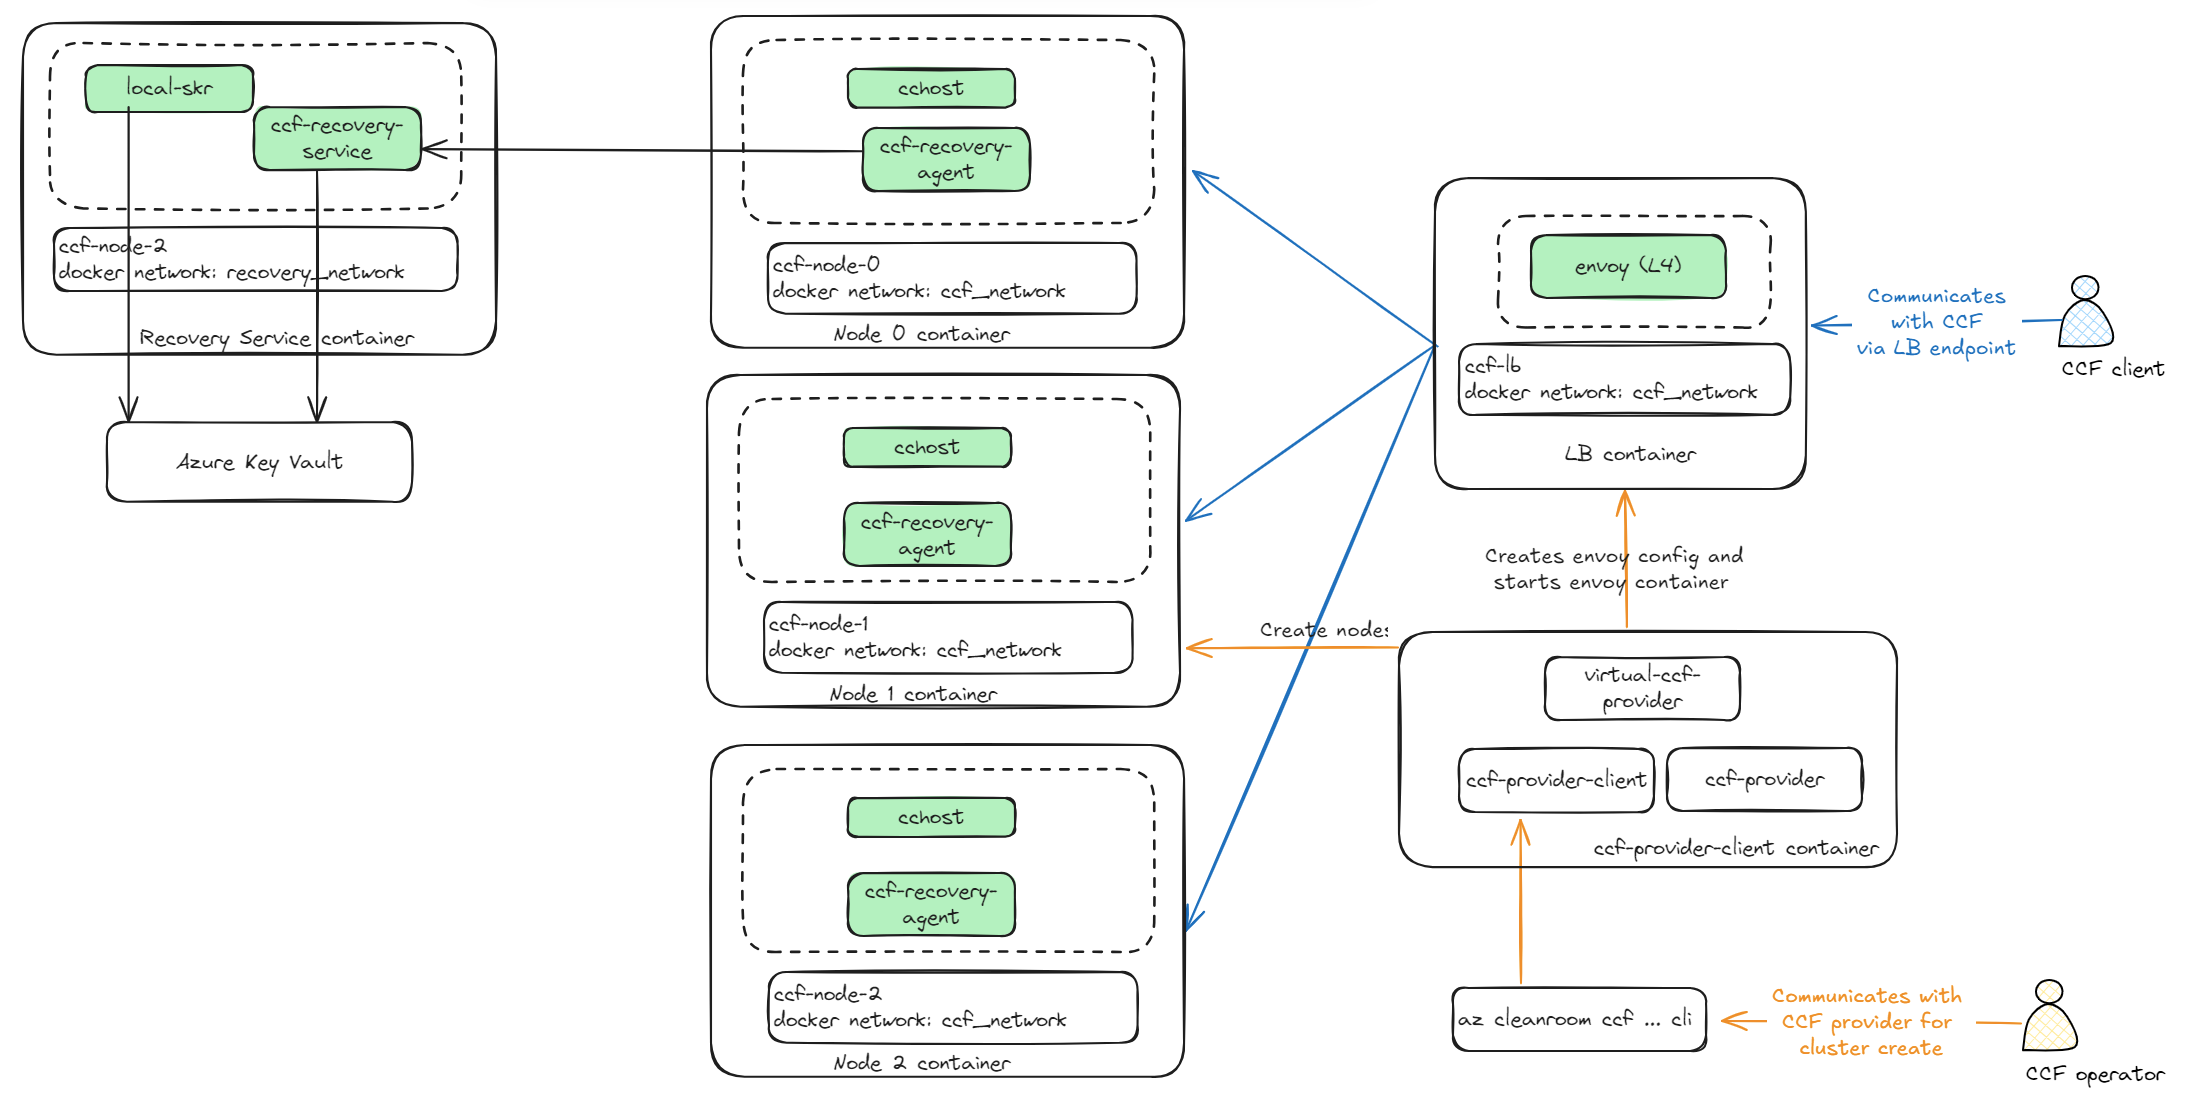 local-skr
ccf-recovery-
service
ccf-node-2
docker network: recovery_network
Recovery Service container
Azure Key Vault
cchost
ccf-recovery-
agent
ccf-node-0
docker network: ccf_network
Node 0 container
cchost
ccf-recovery-
agent
ccf-node-1
docker network: ccf_network
Node 1 container
cchost
ccf-recovery-
agent
ccf-node-2
docker network: ccf_network
Node 2 container
envoy (L4)
ccf-lb
docker network: ccf_network
LB container
Communicates
with CCF
via LB endpoint
CCF client
Creates envoy config and
starts envoy container
Create nodes
virtual-ccf-
provider
ccf-provider-client
ccf-provider
ccf-provider-client container
az cleanroom ccf ... cli
Communicates with
CCF provider for
cluster create
CCF operator